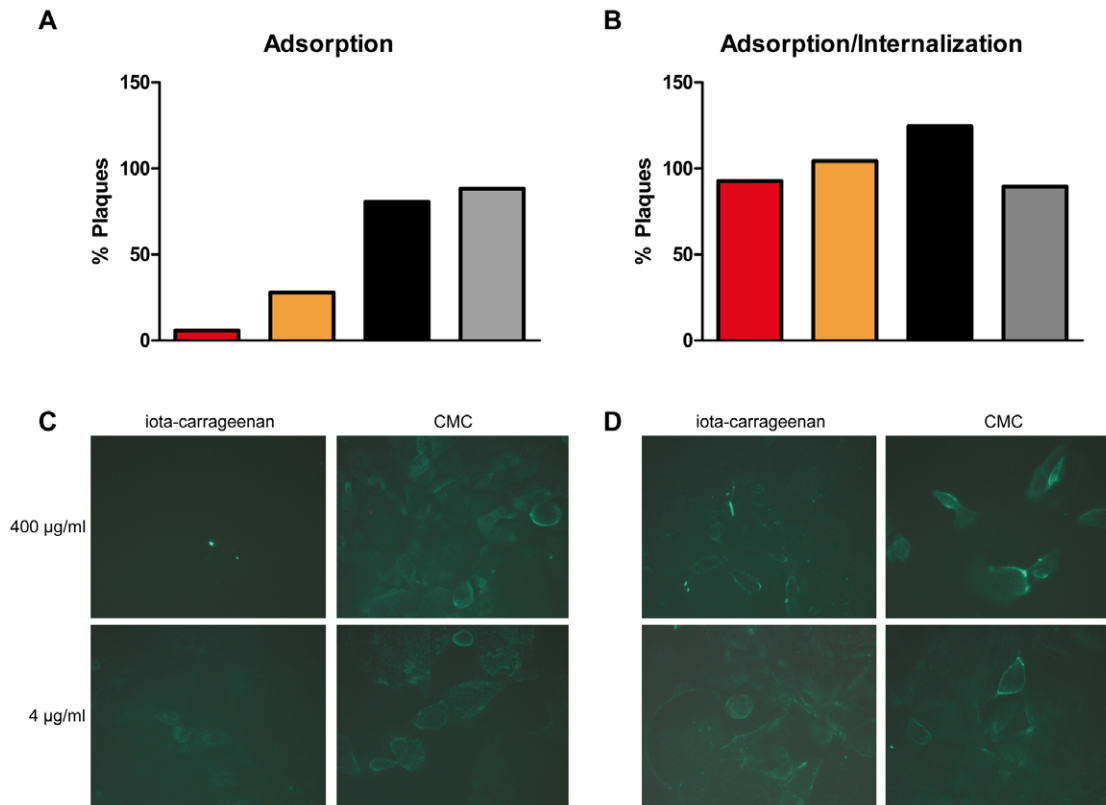 A
Adsorption
150
100
50
0
% Plaques
B
Adsorption/Internalization
150
100
50
0
% Plaques
C
iota-carrageenan
CMC
D
iota-carrageenan
CMC
400 µg/ml
4 µg/ml